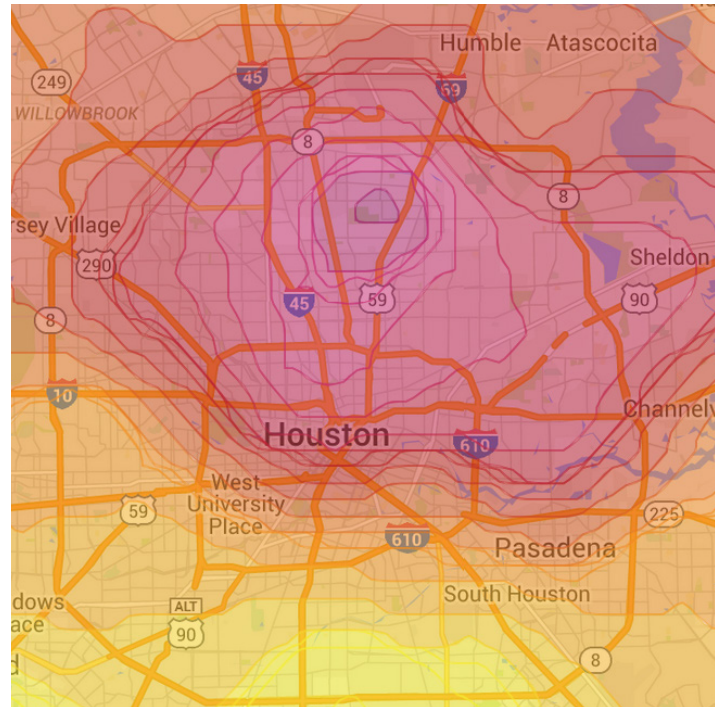 Humble Atascocita
249
45
69
WILLOWBROOK
8
8
rsey Village
290
Sheldon
45
59
90
8
10
Channelv
Houston
610
West
University
Place
59
225
610
Pasadena
dows
ace
ALT
90
South Houston
d
8